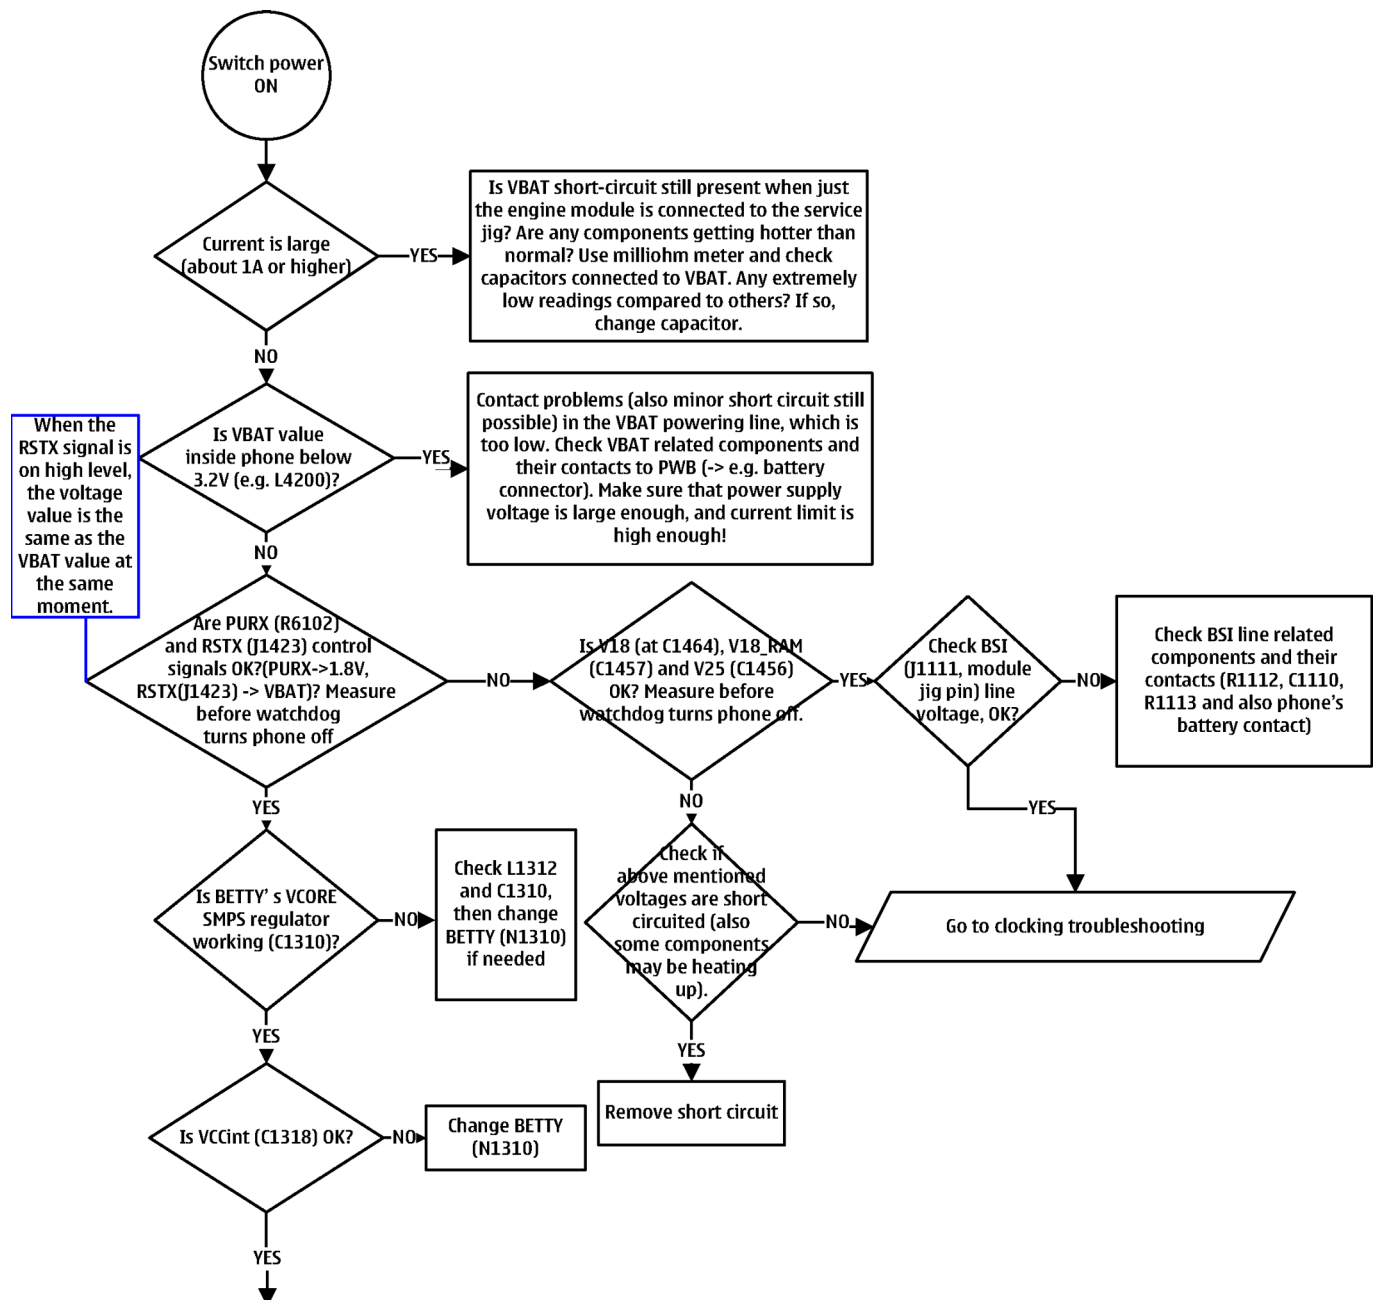 Switch power
ON
Current is large
(about 1A or higher)
YES
Is VBAT short-circuit still present when just
the engine module is connected to the service
jig? Are any components getting hotter than
normal? Use milliohm meter and check
capacitors connected to VBAT. Any extremely
low readings compared to others? If so,
change capacitor.
NO
When the
RSTX signal is
on high level,
the voltage
value is the
same as the
VBAT value at
the same
moment.
Is VBAT value
inside phone below
3.2V (e.g. L4200)?
YES
Contact problems (also minor short circuit still
possible) in the VBAT powering line, which is
too low. Check VBAT related components and
their contacts to PWB (-> e.g. battery
connector). Make sure that power supply
voltage is large enough, and current limit is
high enough!
NO
Are PURX (R6102)
and RSTX (J1423) control
signals OK?(PURX->1.8V,
RSTX(J1423) -> VBAT)? Measure
before watchdog
turns phone off
NO
Is V18 (at C1464), V18_RAM
(C1457) and V25 (C1456)
OK? Measure before
watchdog turns phone off.
YES
Check BSI
(J1111, module
jig pin) line
voltage, OK?
NO
Check BSI line related
components and their
contacts (R1112, C1110,
R1113 and also phone's
battery contact)
YES
NO
YES
Is BETTY' s VCORE
SMPS regulator
working (C1310)?
NO
Check L1312
and C1310,
then change
BETTY (N1310)
if needed
Check if
above mentioned
voltages are short
circuited (also
some components
may be heating
up).
NO
Go to clocking troubleshooting
YES
YES
Remove short circuit
Is VCCint (C1318) OK?
NO
Change BETTY
(N1310)
YES